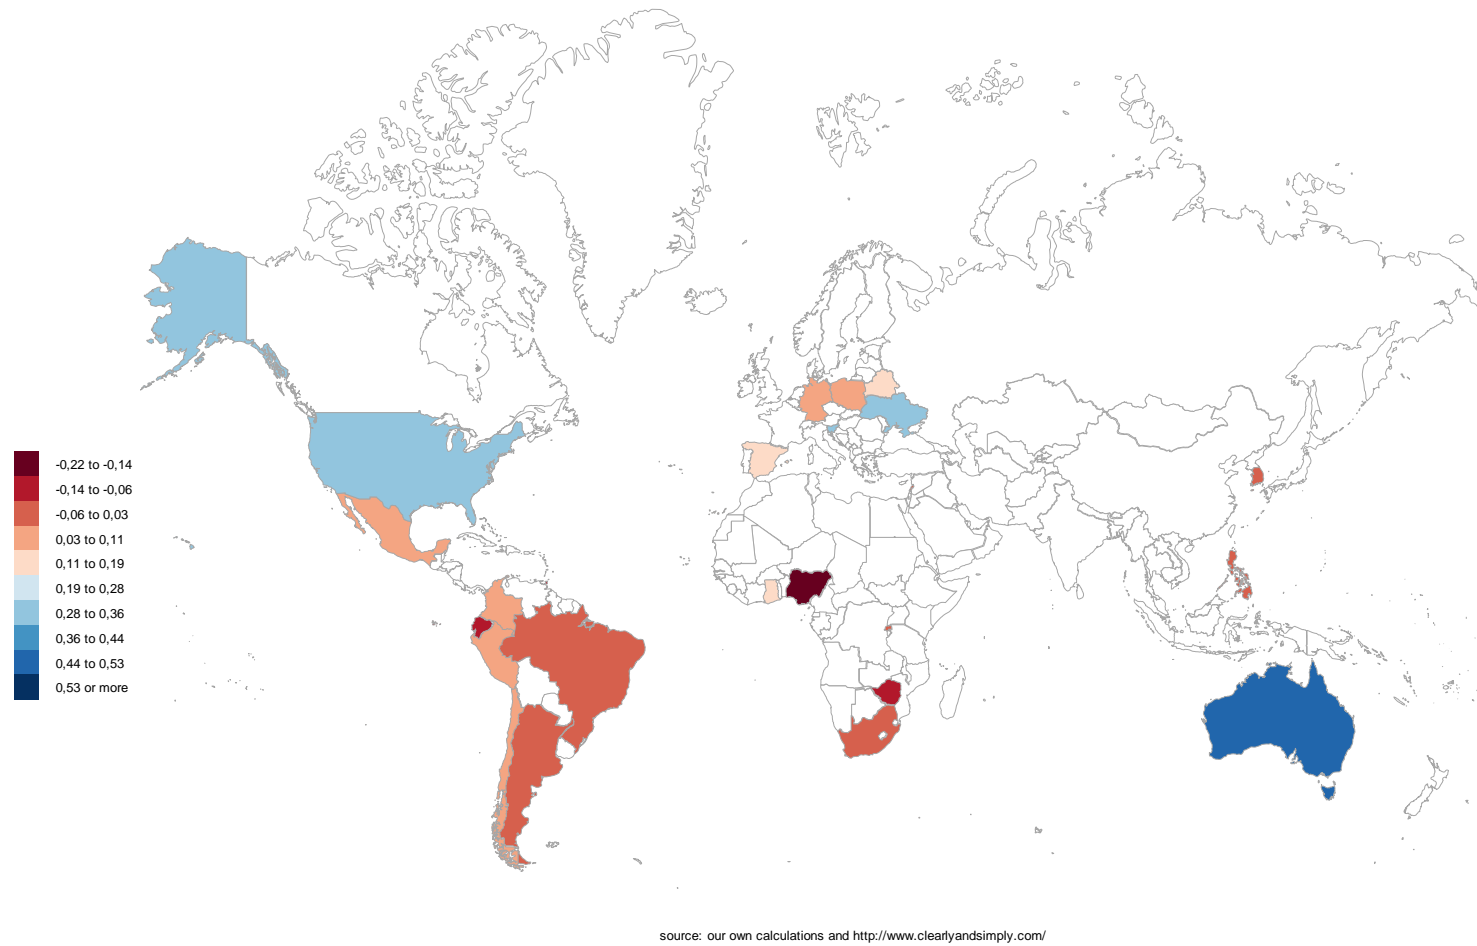 -0,22 to -0,14
-0,14 to -0,06
-0,06 to 0,03
0,03 to 0,11
0,11 to 0,19
0,19 to 0,28
0,28 to 0,36
0,36 to 0,44
0,44 to 0,53
0,53 or more
source: our own calculations and http://www.clearlyandsimply.com/